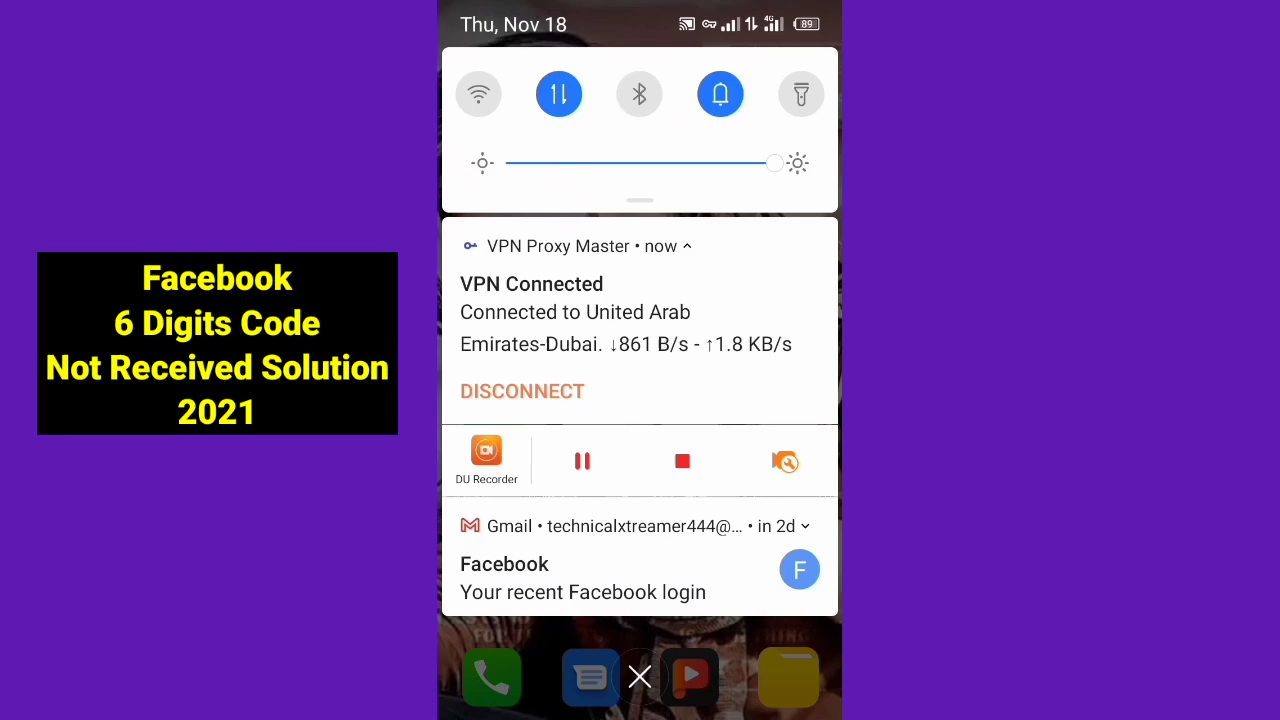 Facebook
6 Digits Code
Not Received Solution
2021
Thu, Nov 18
4G
89
VPN Proxy Master • now
VPN Connected
Connected to United Arab
Emirates-Dubai. ↓861 B/s - ↑1.8 KB/s
DISCONNECT
DU Recorder
Gmail • technicalxtreamer444@... • in 2d
Facebook
F
Your recent Facebook login